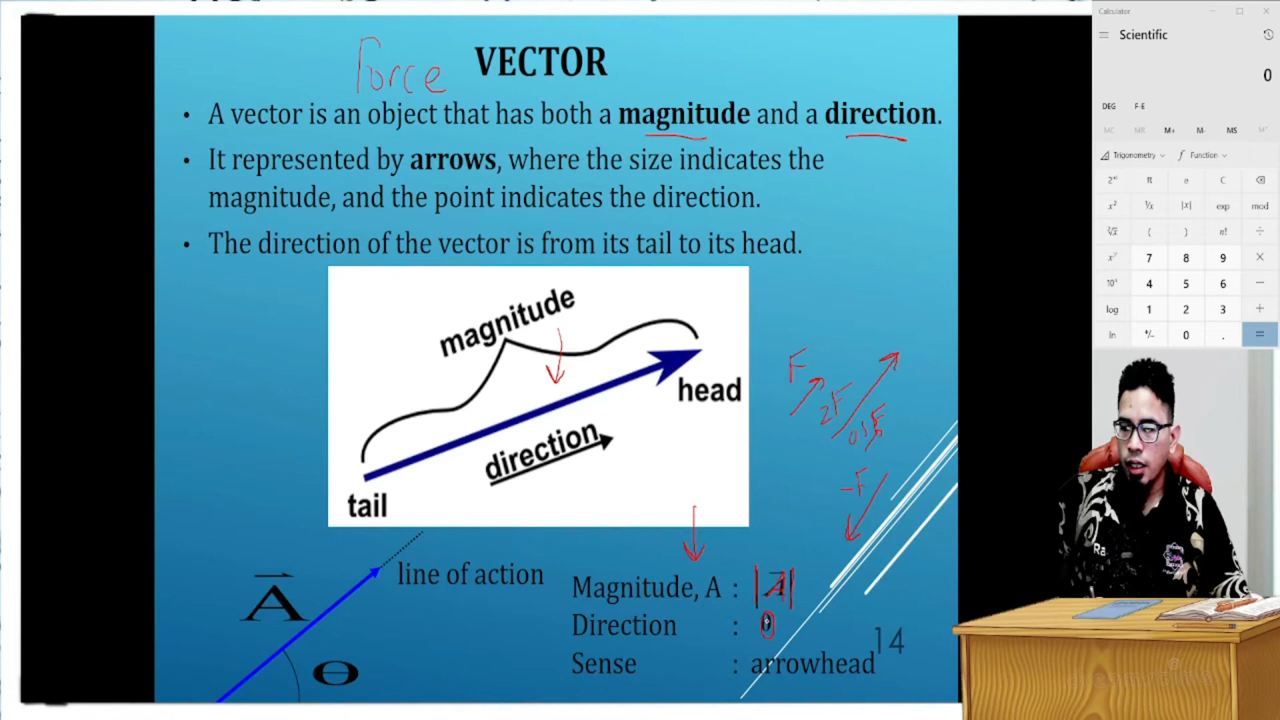 Force
VECTOR
• A vector is an object that has both a magnitude and a direction.
• It represented by arrows, where the size indicates the
magnitude, and the point indicates the direction.
• The direction of the vector is from its tail to its head.
magnitude
head
direction
tail
F
2F
0.5F
-F
line of action
A
θ
Magnitude, A : |A|
Direction : θ
Sense : arrowhead
14
Calculator
Scientific
0
DEG F-E
MC MR M+ M- MS
Trigonometry Function
π e C
x² ¹/x |x| exp mod
( ) n! ÷
7 8 9 ×
4 5 6 −
log 1 2 3 +
ln +/- 0 . =